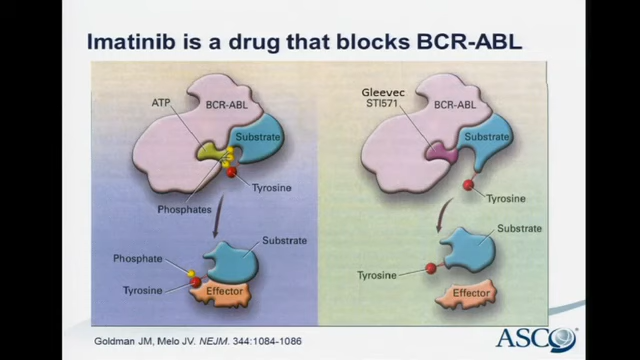 Imatinib is a drug that blocks BCR-ABL
ATP
BCR-ABL
Substrate
Tyrosine
Phosphates
Substrate
Phosphate
Tyrosine
Effector
Gleevec
STI571
BCR-ABL
Substrate
Tyrosine
Substrate
Tyrosine
Effector
Goldman JM, Melo JV. NEJM. 344:1084-1086
ASCO